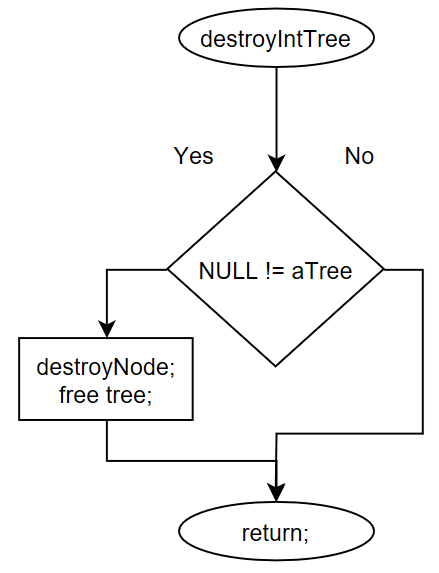 destroyIntTree
Yes
No
NULL != aTree
destroyNode;
free tree;
return;